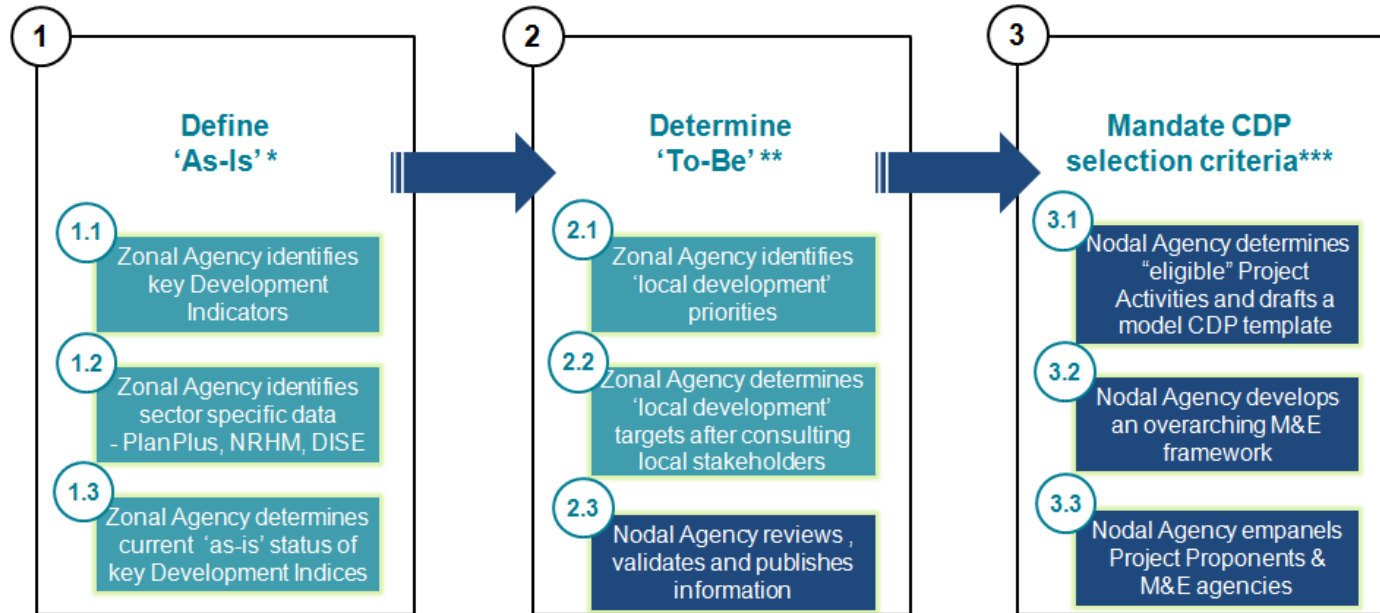 1
Define
‘As-Is’ *
1.1
Zonal Agency identifies
key Development
Indicators
1.2
Zonal Agency identifies
sector specific data
- PlanPlus, NRHM, DISE
1.3
Zonal Agency determines
current ‘as-is’ status of
key Development Indices
2
Determine
‘To-Be’ **
2.1
Zonal Agency identifies
‘local development’
priorities
2.2
Zonal Agency determines
‘local development’
targets after consulting
local stakeholders
2.3
Nodal Agency reviews ,
validates and publishes
information
3
Mandate CDP
selection criteria***
3.1
Nodal Agency determines
“eligible” Project
Activities and drafts a
model CDP template
3.2
Nodal Agency develops
an overarching M&E
framework
3.3
Nodal Agency empanels
Project Proponents &
M&E agencies